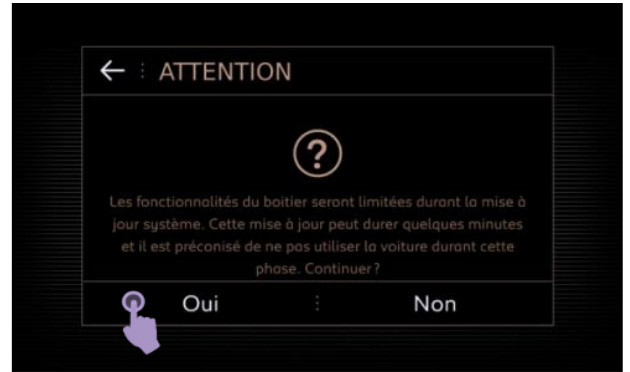 ATTENTION
?
Les fonctionnalités du boitier seront limitées durant la mise à
jour système. Cette mise à jour peut durer quelques minutes
et il est préconisé de ne pas utiliser la voiture durant cette
phase. Continuer ?
Oui Non